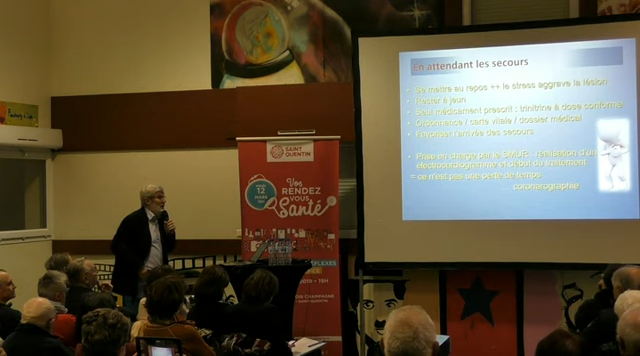 En attendant les secours
• Se mettre au repos ++ le stress aggrave la lésion
• Rester à jeun
• Seul médicament prescrit : trinitrine à dose conforme
• Ordonnance / carte vitale / dossier médical
• Favoriser l'arrivée des secours
• Prise en charge par le SMUR : réalisation d'un
électrocardiogramme et début du traitement
= ce n'est pas une perte de temps
coronarographie
SAINT
QUENTIN
12
MARS
Vos
RENDEZ
VOUS
Santé